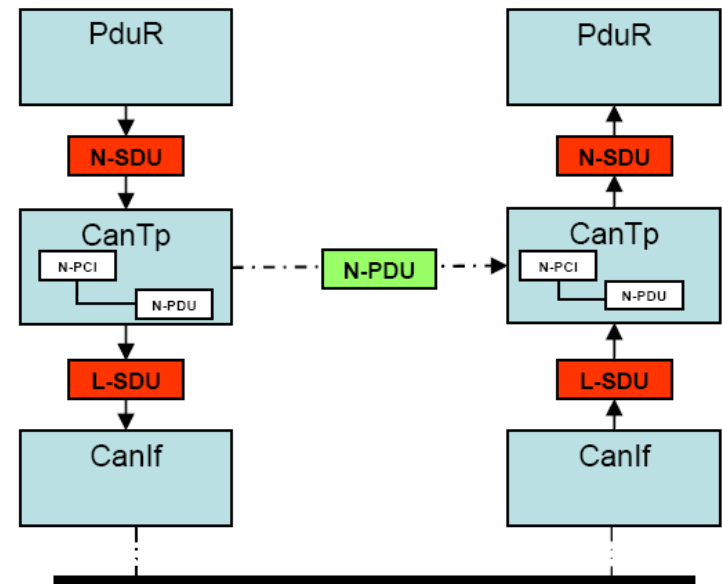 PduR
PduR
N-SDU
N-SDU
CanTp
CanTp
N-PCI
N-PCI
N-PDU
N-PDU
N-PDU
L-SDU
L-SDU
CanIf
CanIf